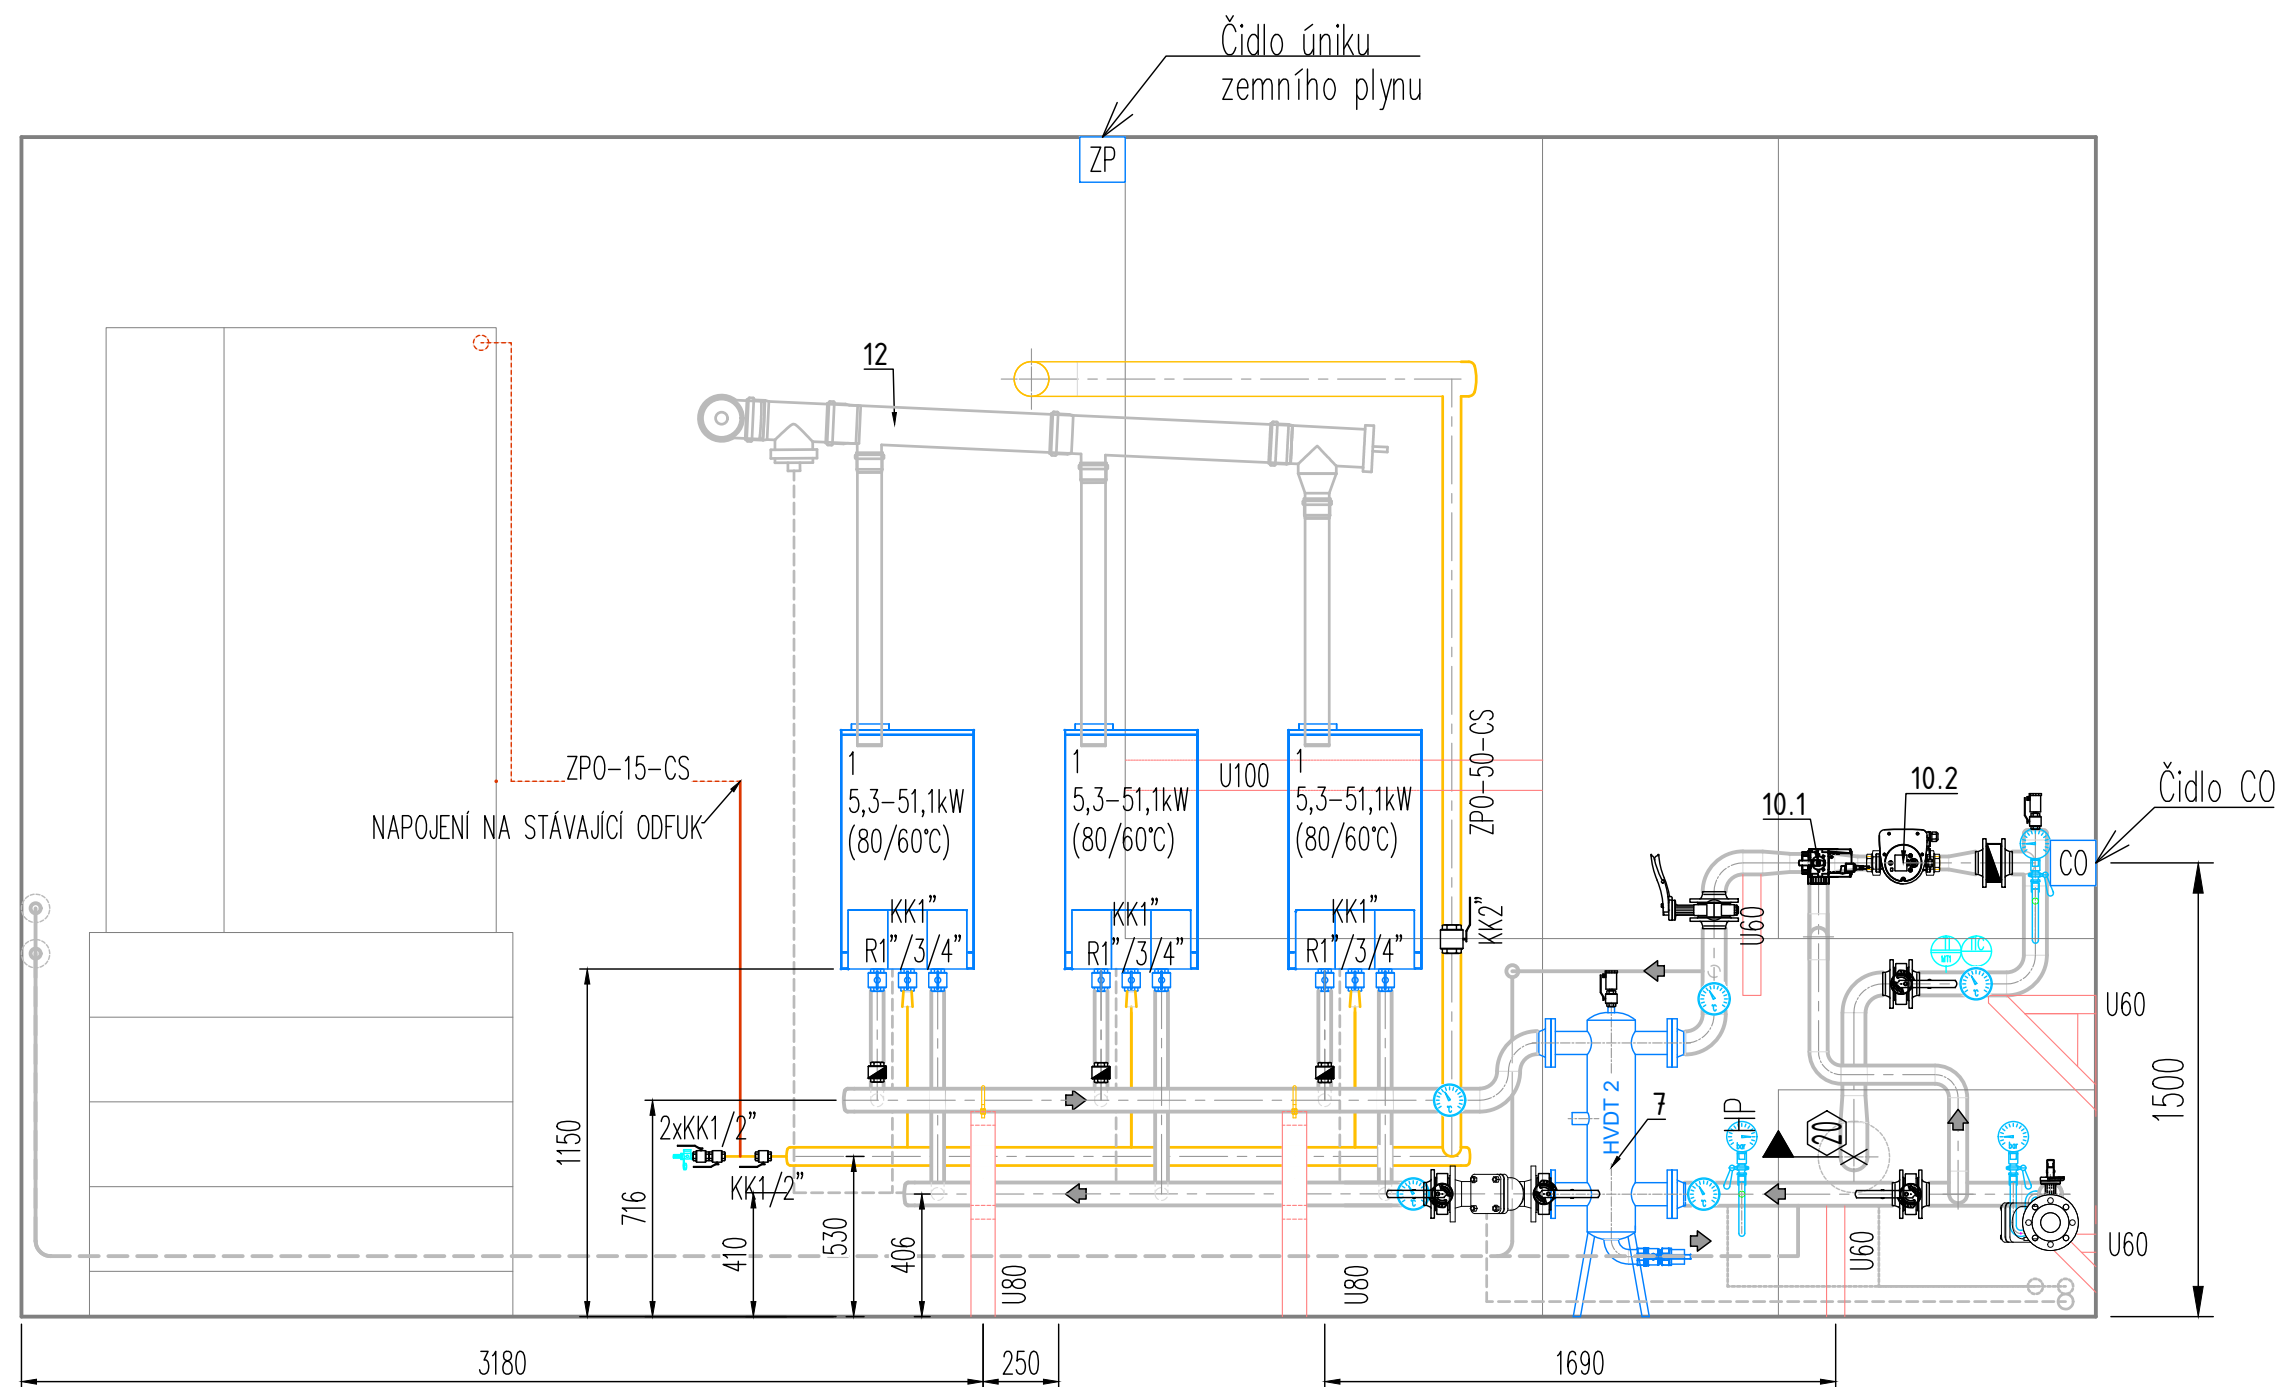 Čidlo úniku
zemního plynu
ZP
12
ZPO-15-CS
NAPOJENÍ NA STÁVAJÍCÍ ODFUK
1
5,3-51,1kW
(80/60°C)
KK1”
R1”/3/4”
1
5,3-51,1kW
(80/60°C)
KK1”
R1”/3/4”
1
5,3-51,1kW
(80/60°C)
KK1”
R1”/3/4”
U100
ZPO-50-CS
KK2”
10.1
10.2
Čidlo CO
CO
U60
U60
1500
HVDT 2
7
20
U60
U60
2xKK1/2”
KK1/2”
1150
716
410
530
406
U80
U80
3180
250
1690